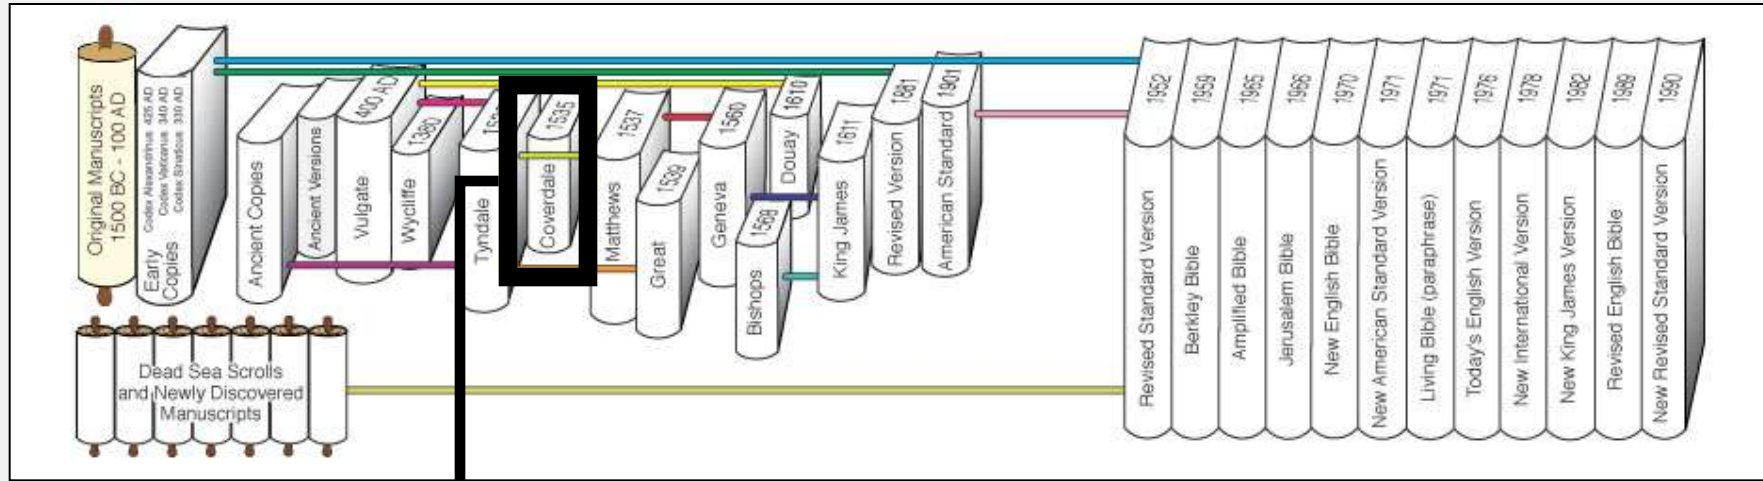 Original Manuscripts
1500 BC - 100 AD
Early
Copies
Codex Alexandrinus 425 AD
Codex Vaticanus 340 AD
Codex Sinaticus 330 AD
Ancient Copies
Ancient Versions
400 AD
Vulgate
1380
Wycliffe
Tyndale
1535
Coverdale
1537
Matthews
1539
Great
1560
Geneva
1568
Bishops
1610
Douay
1611
King James
1881
Revised Version
1901
American Standard
1952
Revised Standard Version
1959
Berkley Bible
1965
Amplified Bible
1966
Jerusalem Bible
1970
New English Bible
1971
New American Standard Version
1971
Living Bible (paraphrase)
1976
Today's English Version
1978
New International Version
1982
New King James Version
1989
Revised English Bible
1990
New Revised Standard Version
Dead Sea Scrolls
and Newly Discovered
Manuscripts